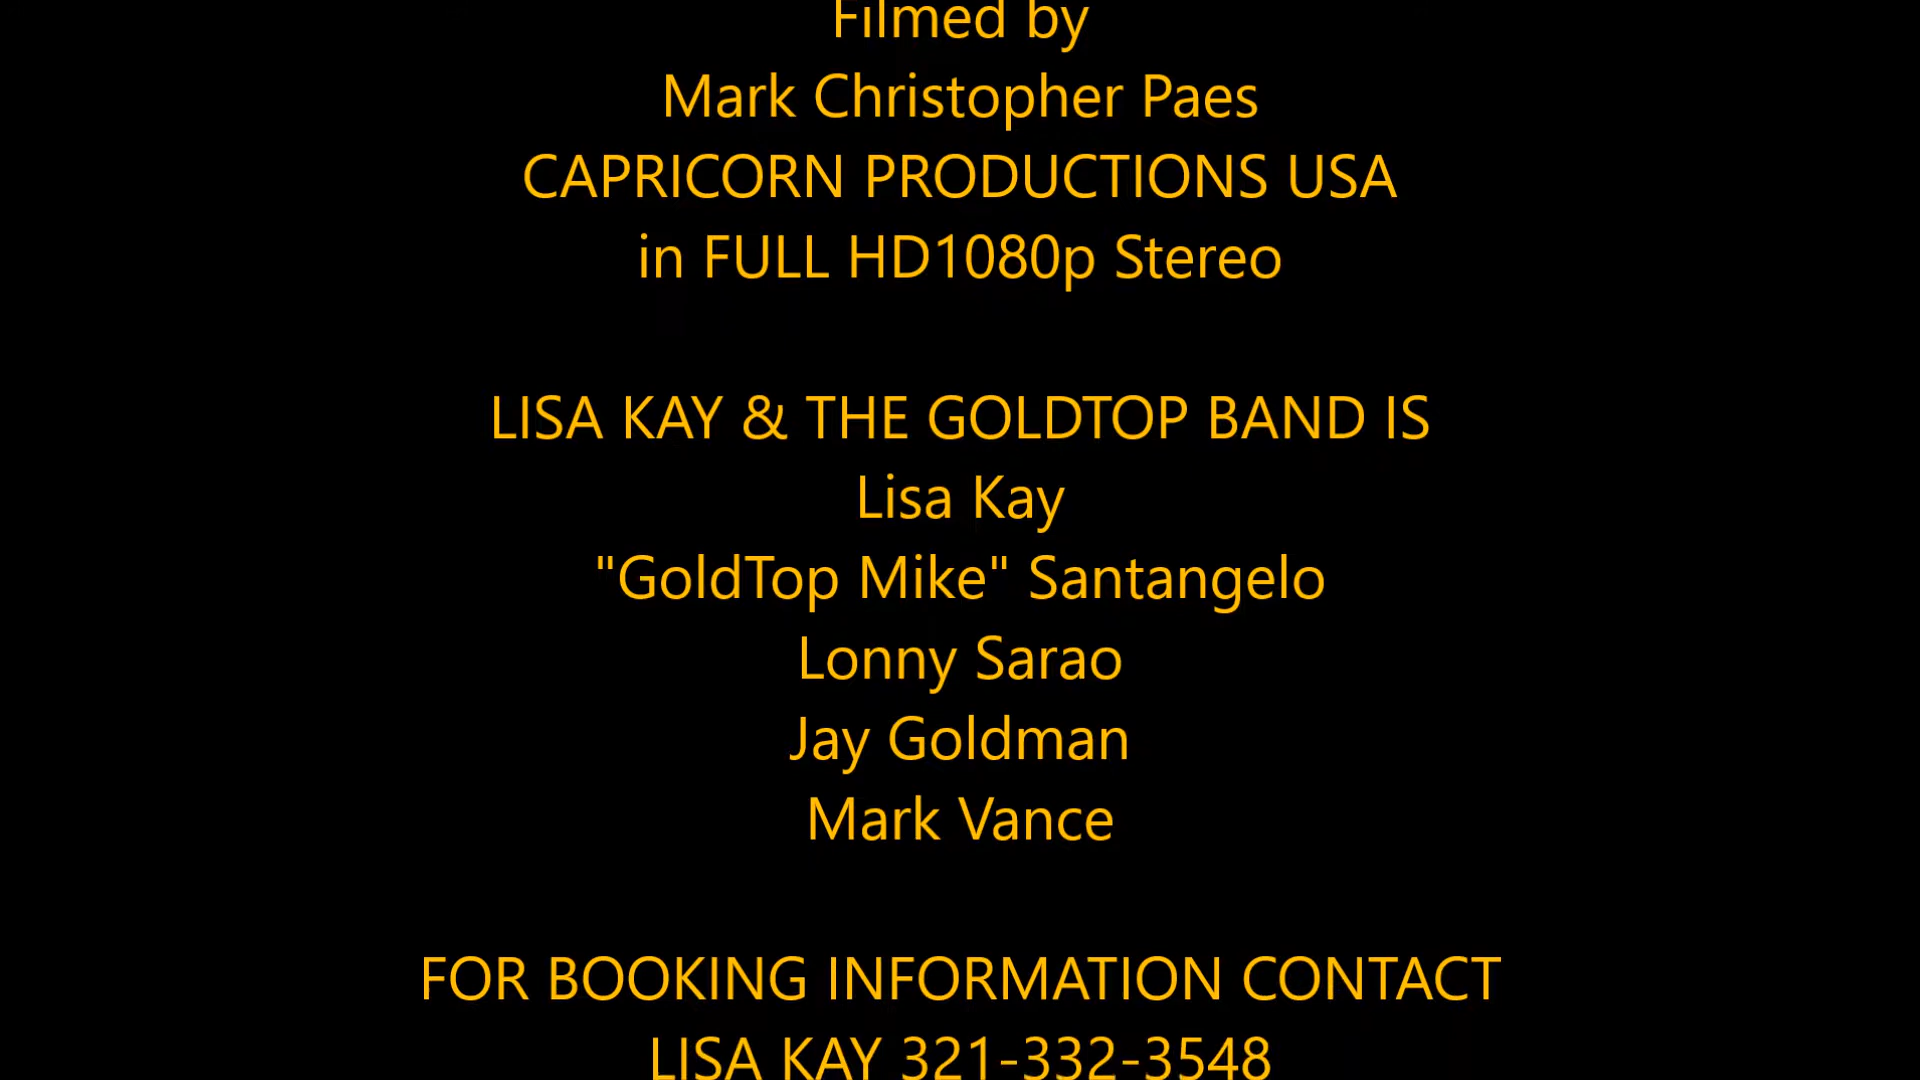 Filmed by
Mark Christopher Paes
CAPRICORN PRODUCTIONS USA
in FULL HD1080p Stereo
LISA KAY & THE GOLDTOP BAND IS
Lisa Kay
"GoldTop Mike" Santangelo
Lonny Sarao
Jay Goldman
Mark Vance
FOR BOOKING INFORMATION CONTACT
LISA KAY 321-332-3548